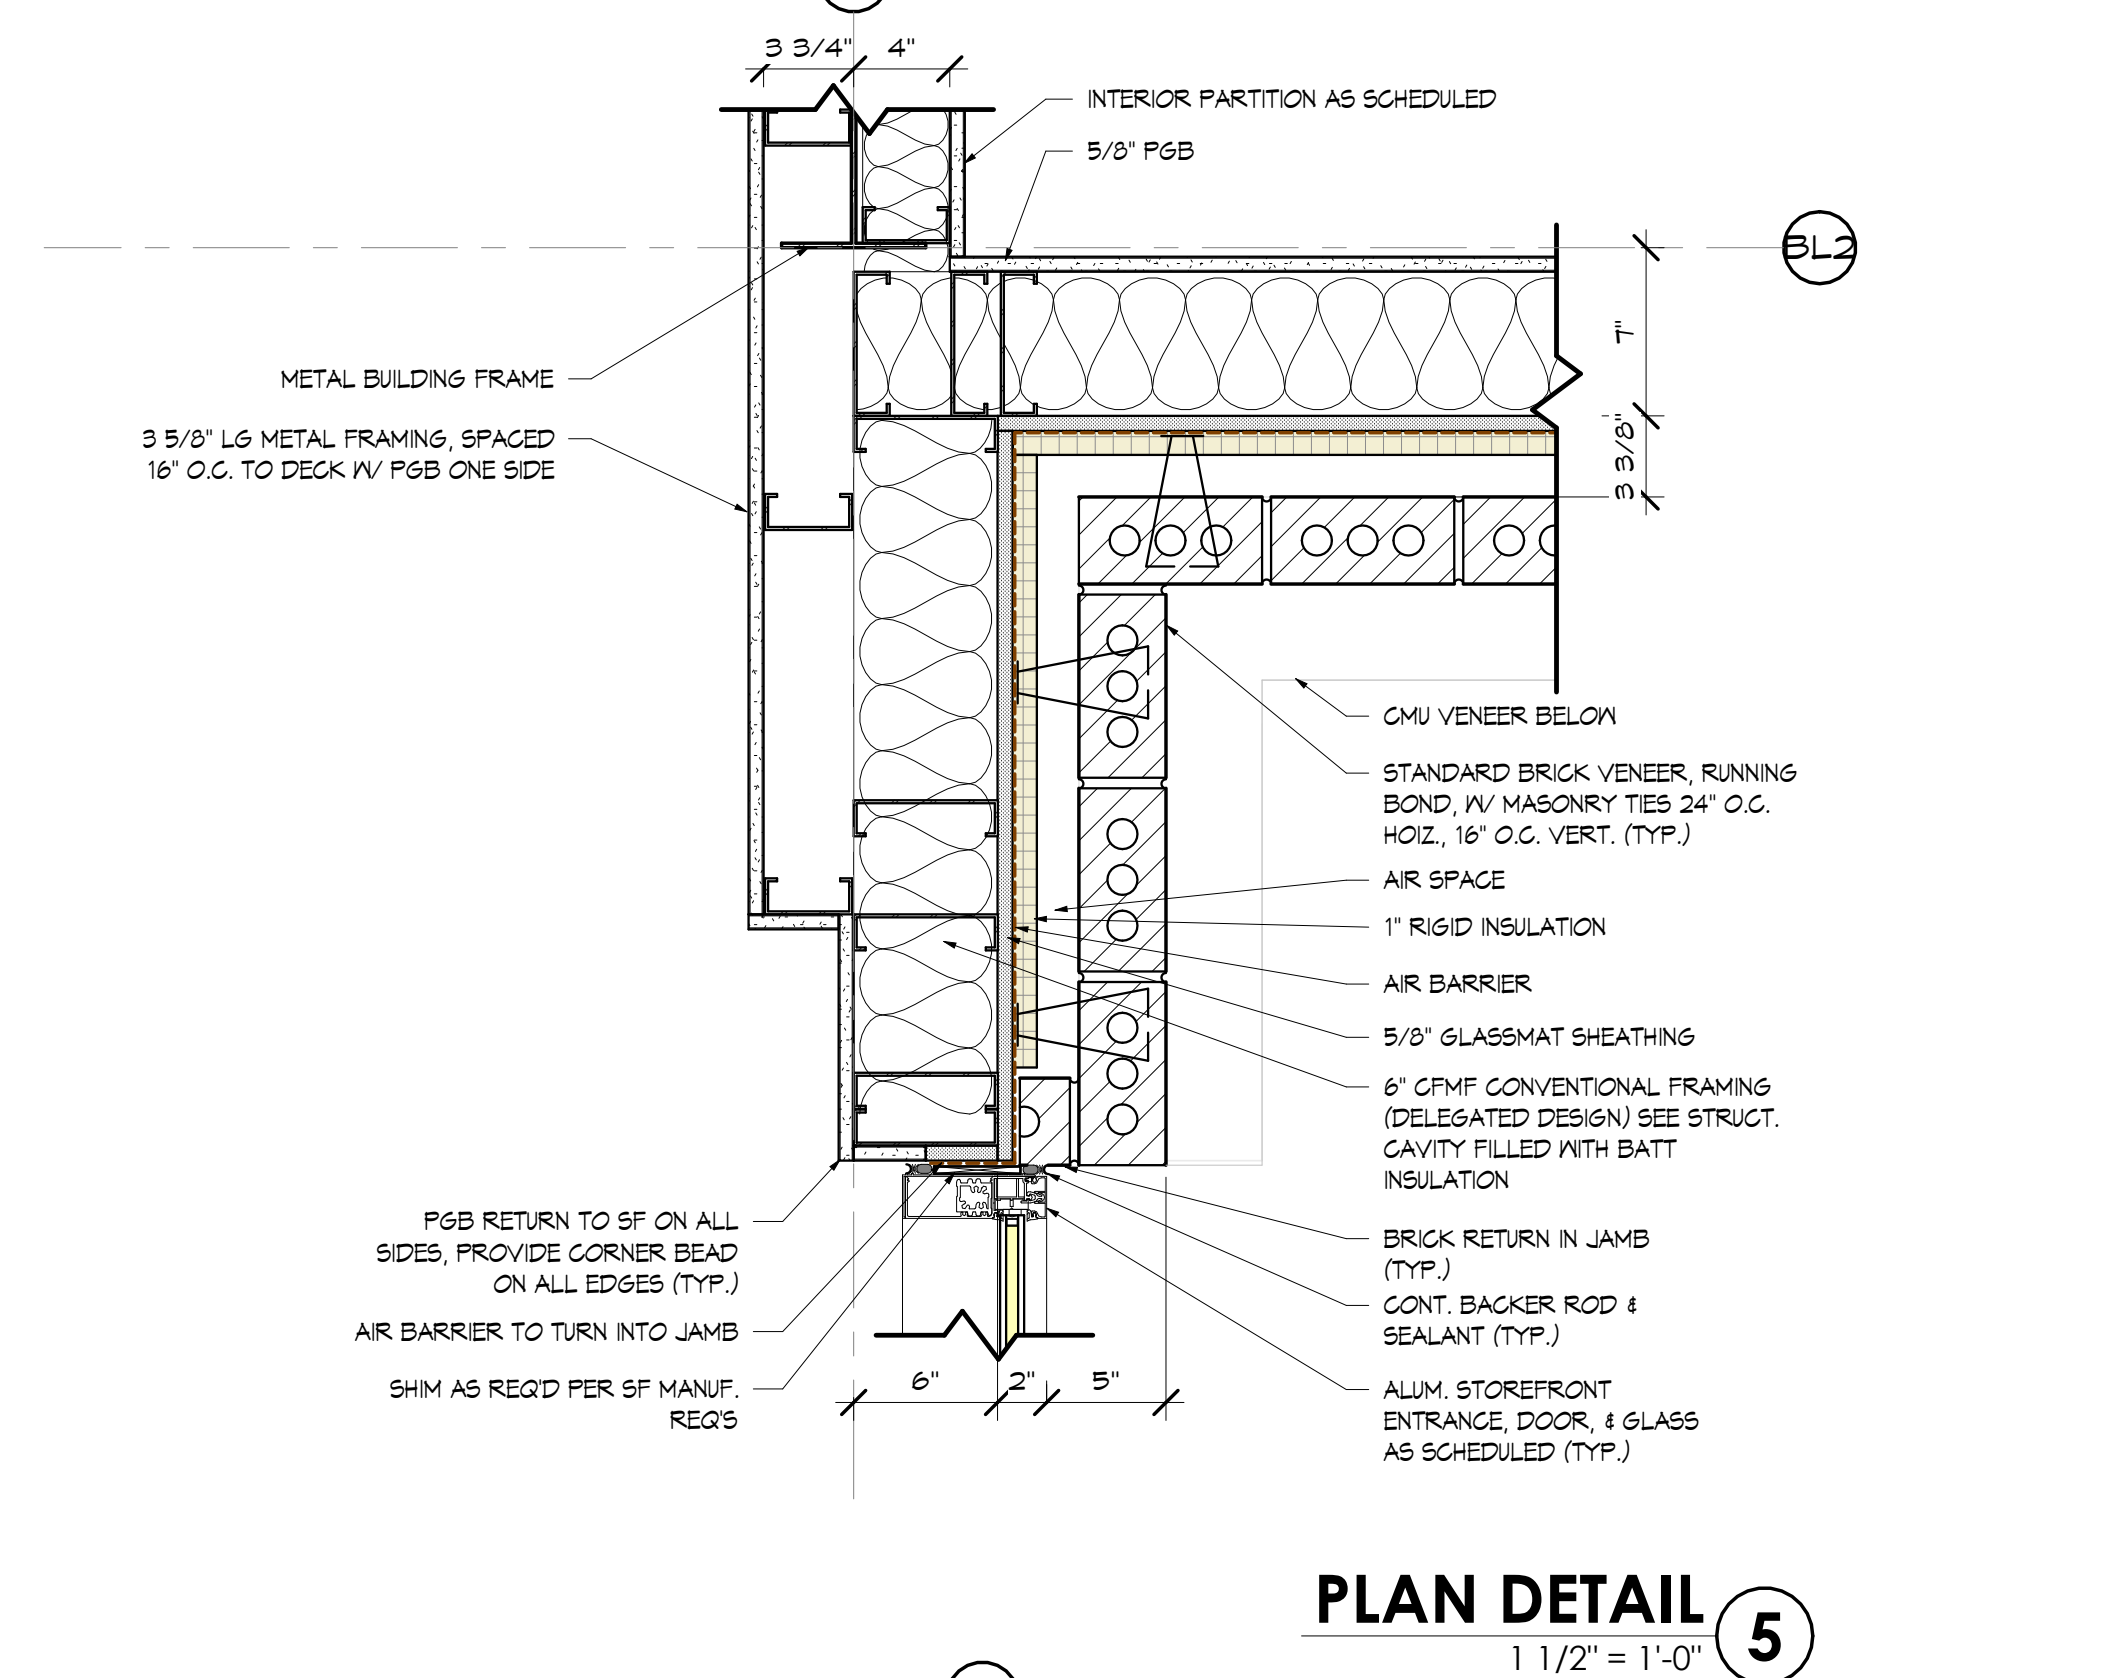 3 3/4" 4"
INTERIOR PARTITION AS SCHEDULED
5/8" PGB
BL2
7"
3 3/8"
METAL BUILDING FRAME
3 5/8" LG METAL FRAMING, SPACED
16" O.C. TO DECK W/ PGB ONE SIDE
CMU VENEER BELOW
STANDARD BRICK VENEER, RUNNING
BOND, W/ MASONRY TIES 24" O.C.
HOIZ., 16" O.C. VERT. (TYP.)
AIR SPACE
1" RIGID INSULATION
AIR BARRIER
5/8" GLASSMAT SHEATHING
6" CFMF CONVENTIONAL FRAMING
(DELEGATED DESIGN) SEE STRUCT.
CAVITY FILLED WITH BATT
INSULATION
PGB RETURN TO SF ON ALL
SIDES, PROVIDE CORNER BEAD
ON ALL EDGES (TYP.)
AIR BARRIER TO TURN INTO JAMB
SHIM AS REQ'D PER SF MANUF.
REQ'S
BRICK RETURN IN JAMB
(TYP.)
CONT. BACKER ROD &
SEALANT (TYP.)
ALUM. STOREFRONT
ENTRANCE, DOOR, & GLASS
AS SCHEDULED (TYP.)
6" 2" 5"
PLAN DETAIL 5
1 1/2" = 1'-0"